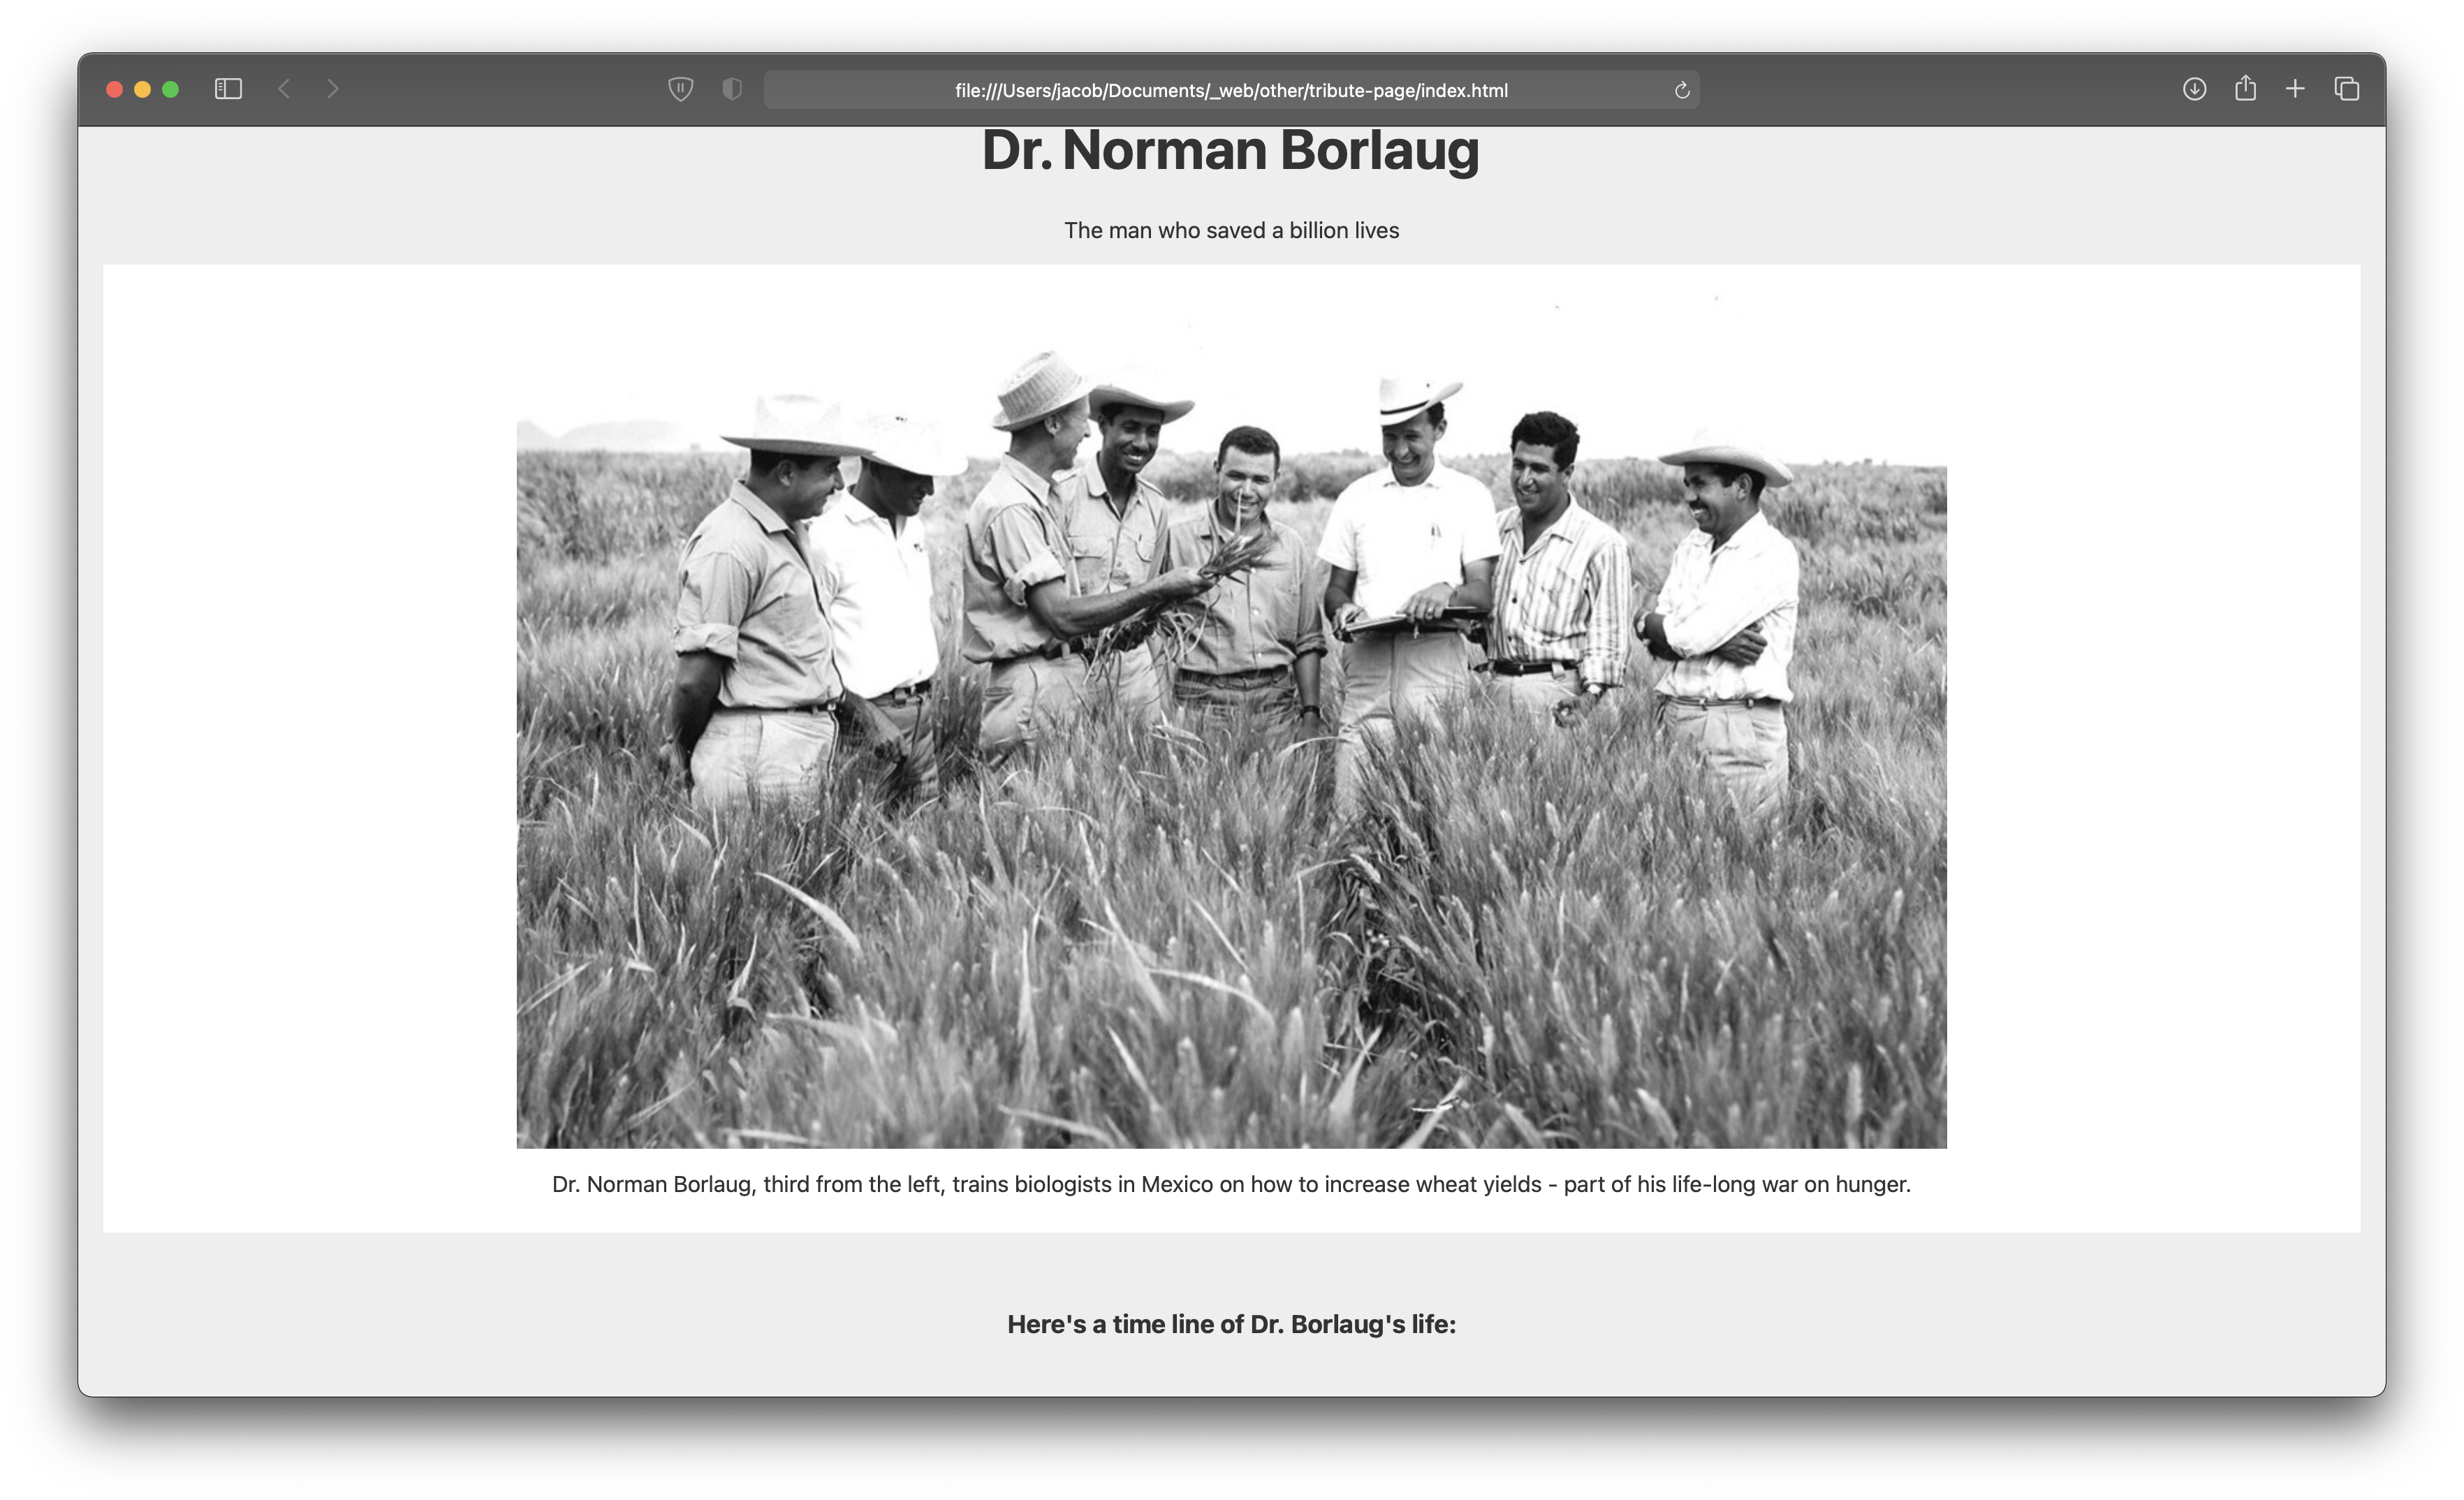 file:///Users/jacob/Documents/_web/other/tribute-page/index.html
Dr. Norman Borlaug
The man who saved a billion lives
Dr. Norman Borlaug, third from the left, trains biologists in Mexico on how to increase wheat yields - part of his life-long war on hunger.
Here's a time line of Dr. Borlaug's life: